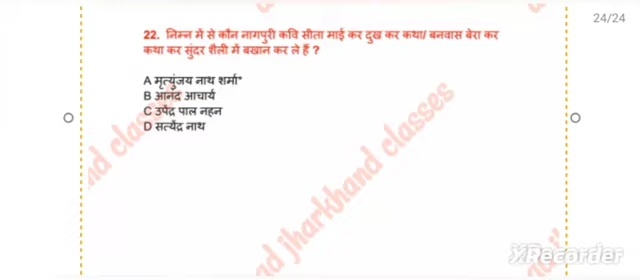 24/24
22. निम्न में से कौन नागपुरी कवि सीता माई कर दुख कर कथा/ बनवास बेरा कर
कथा कर सुंदर शैली में बखान कर ले हैं ?
A मृत्युंजय नाथ शर्मा*
B आनंद आचार्य
C उपेंद्र पाल नहन
D सत्येंद्र नाथ
nd jharkhand classes
XRecorder